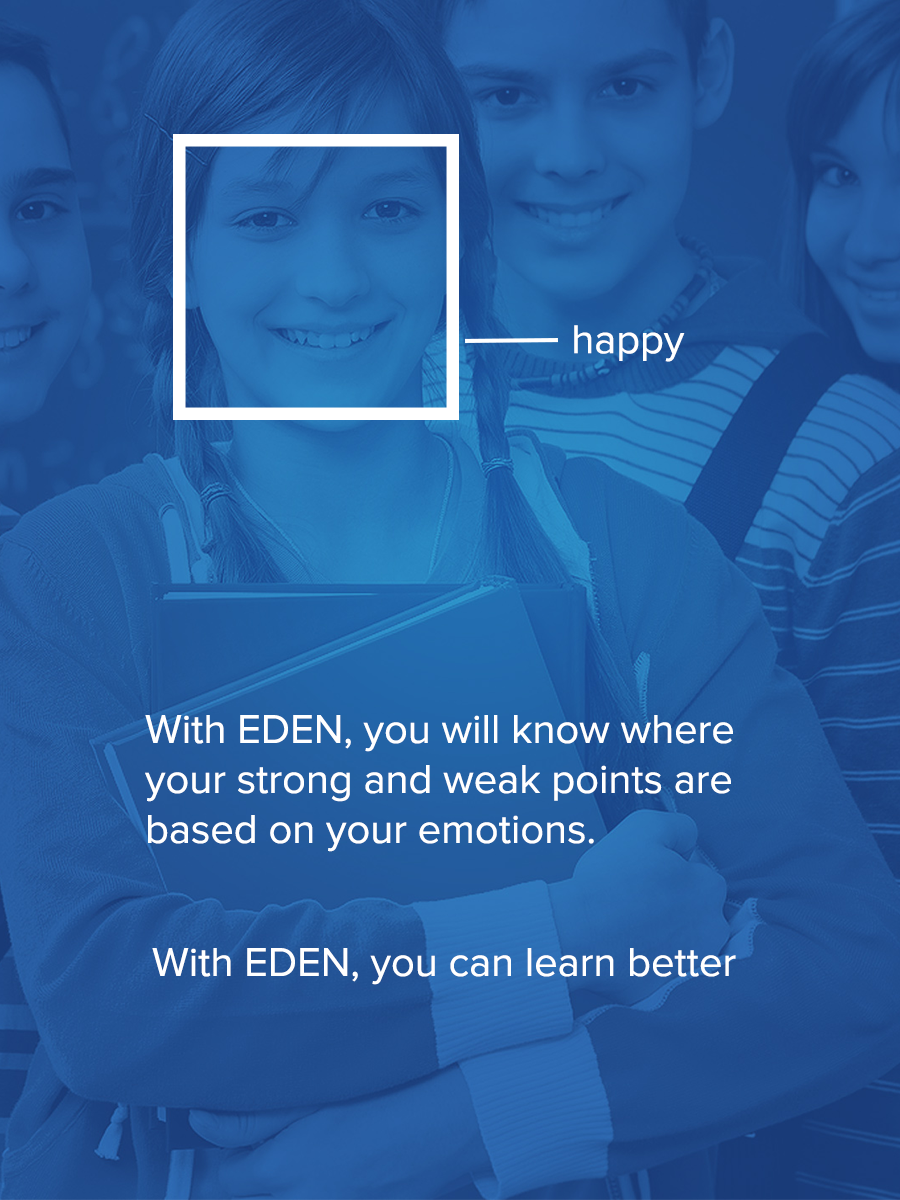 happy
With EDEN, you will know where
your strong and weak points are
based on your emotions.
With EDEN, you can learn better